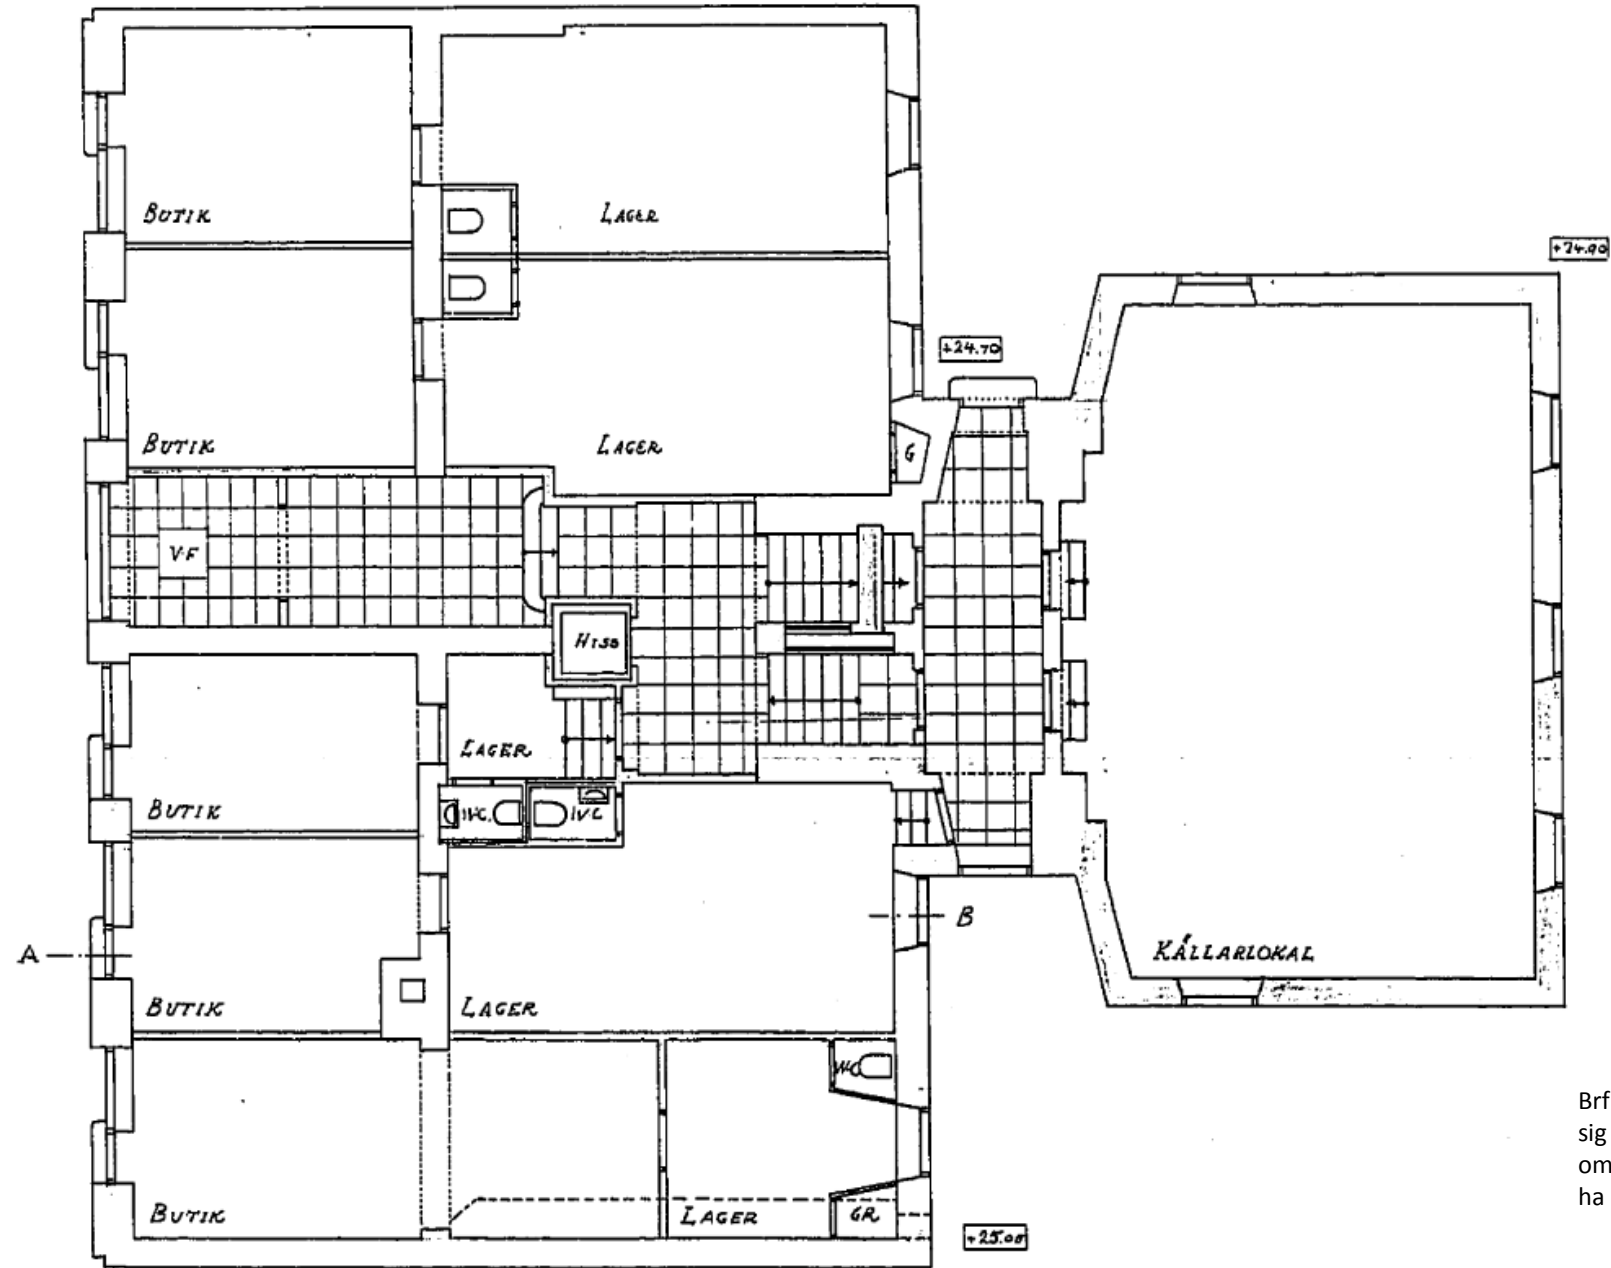 BUTIK
LAGER
+24.90
+24.70
BUTIK
LAGER
G
V.F
HISS
LAGER
BUTIK
WC
WC
B
A
KÄLLARLOKAL
BUTIK
LAGER
WC
Brf
sig
om
ha
BUTIK
LAGER
GR
+25.00